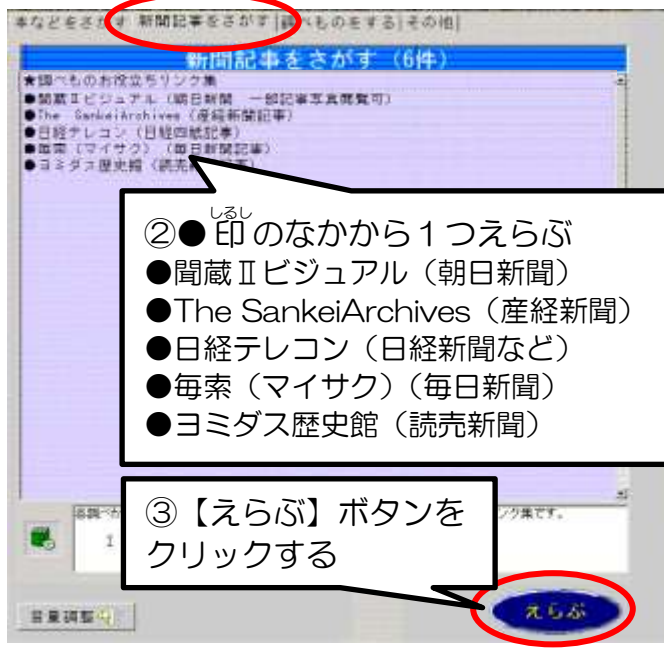 本などをさがす 新聞記事をさがす 調べものをする その他
新聞記事をさがす（6件）
★調べものお役立ちリンク集
●聞蔵Ⅱビジュアル（朝日新聞 一部記事写真閲覧可）
●The SankeiArchives（産経新聞記事）
●日経テレコン（日経四紙記事）
●毎索（マイサク）（毎日新聞記事）
●ヨミダス歴史館（読売
しるし
②●印のなかから１つえらぶ
●聞蔵Ⅱビジュアル（朝日新聞）
●The SankeiArchives（産経新聞）
●日経テレコン（日経新聞など）
●毎索（マイサク）（毎日新聞）
●ヨミダス歴史館（読売新聞）
③【えらぶ】ボタンを
クリックする
ンク集です。
音量調整
えらぶ